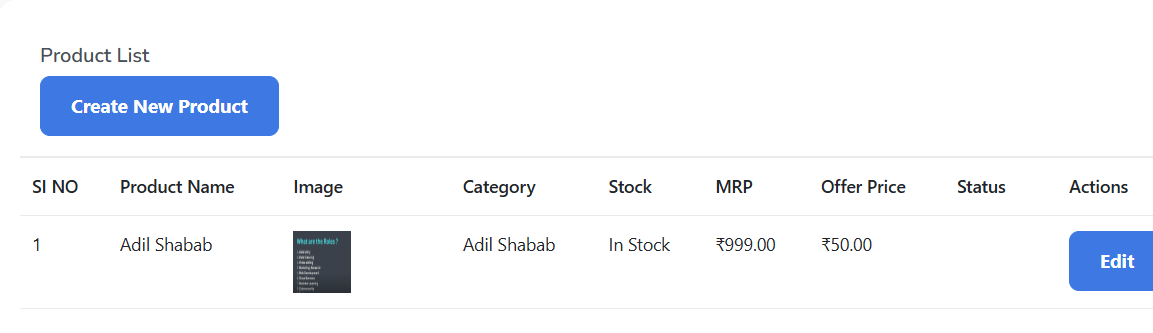 Product List
Create New Product
SI NO Product Name Image Category Stock MRP Offer Price Status Actions
1 Adil Shabab Adil Shabab In Stock ₹999.00 ₹50.00 Edit
What are the Roles ?